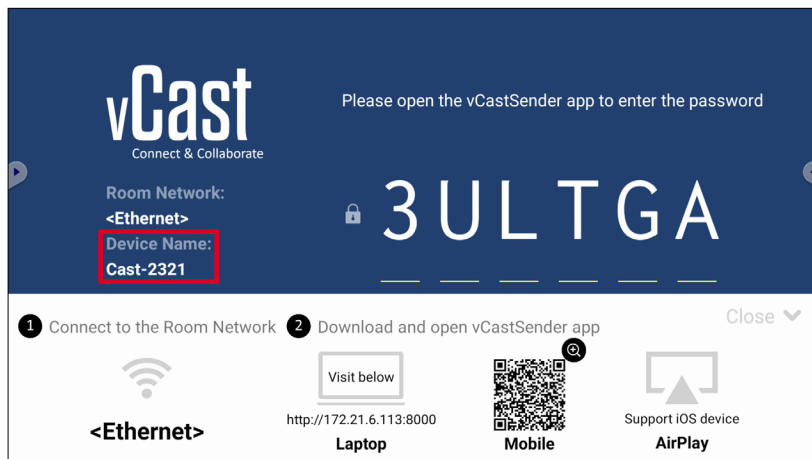 vCast
Connect & Collaborate
Please open the vCastSender app to enter the password
Room Network:
<Ethernet>
Device Name:
Cast-2321
3ULTGA
1 Connect to the Room Network
2 Download and open vCastSender app
Close
<Ethernet>
Visit below
http://172.21.6.113:8000
Laptop
Mobile
Support iOS device
AirPlay